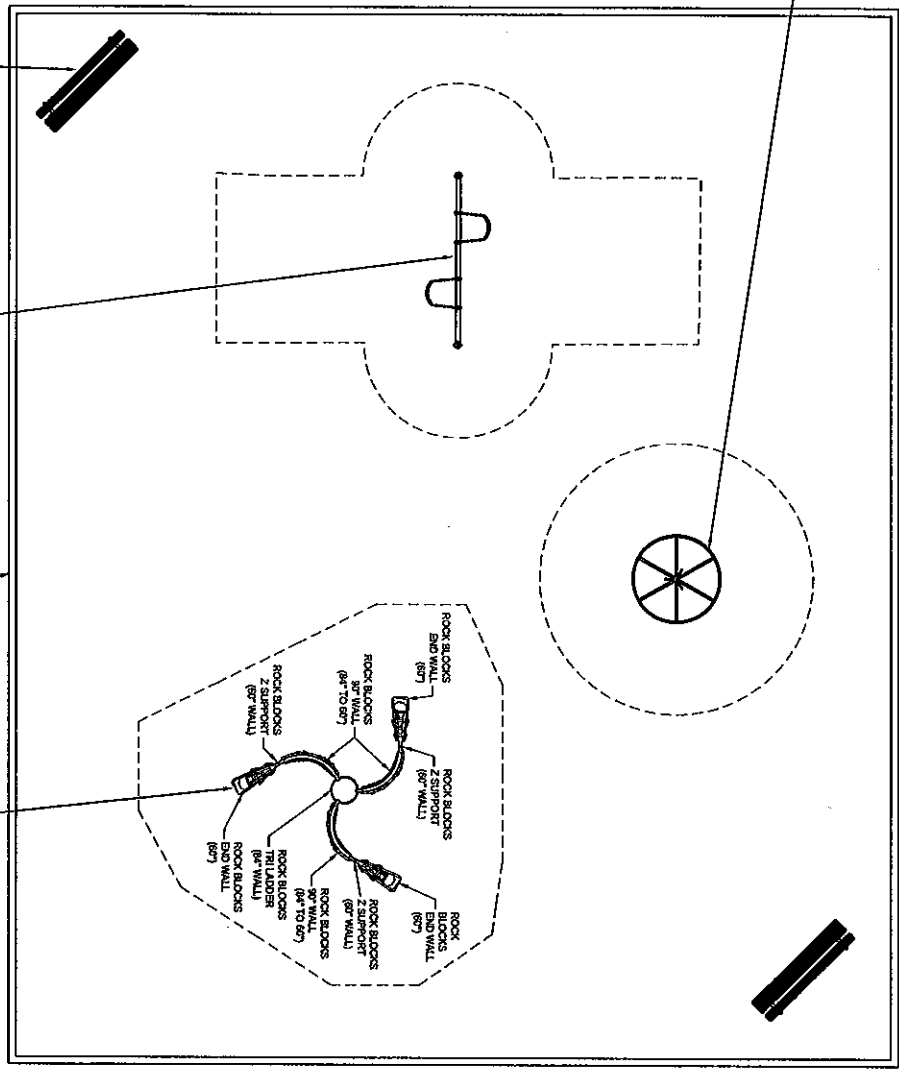 ROCK BLOCKS
END WALL
(60")
ROCK BLOCKS
Z SUPPORT
(60" WALL)
ROCK BLOCKS
90° WALL
(84" TO 60")
ROCK BLOCKS
Z SUPPORT
(60" WALL)
ROCK BLOCKS
END WALL
(60")
ROCK BLOCKS
TRI LADDER
(84" WALL)
ROCK BLOCKS
90° WALL
(84" TO 60")
ROCK BLOCKS
Z SUPPORT
(60" WALL)
ROCK
BLOCKS
END WALL
(60")